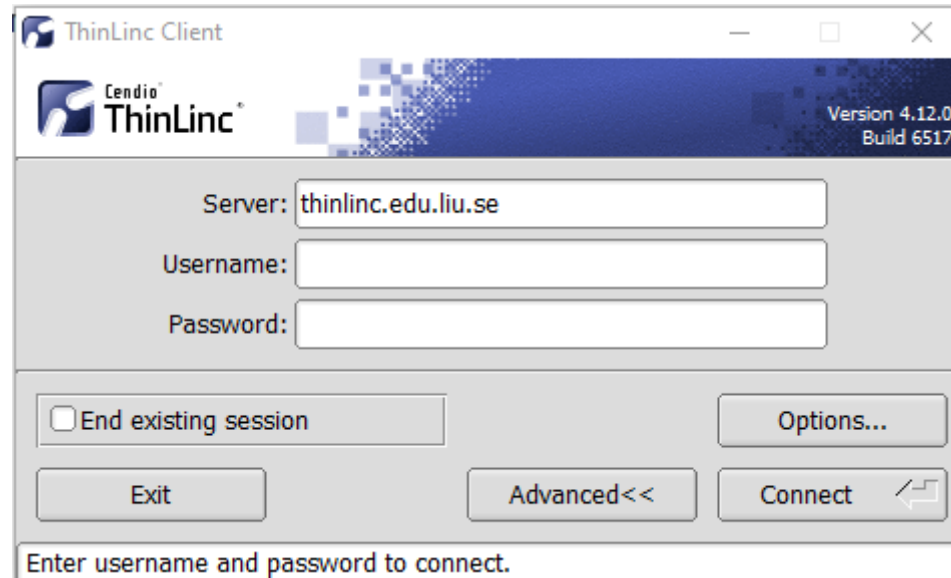 ThinLinc Client
Cendio®
ThinLinc®
Version 4.12.0
Build 6517
Server: thinlinc.edu.liu.se
Username:
Password:
End existing session
Options...
Exit
Advanced<<
Connect
Enter username and password to connect.